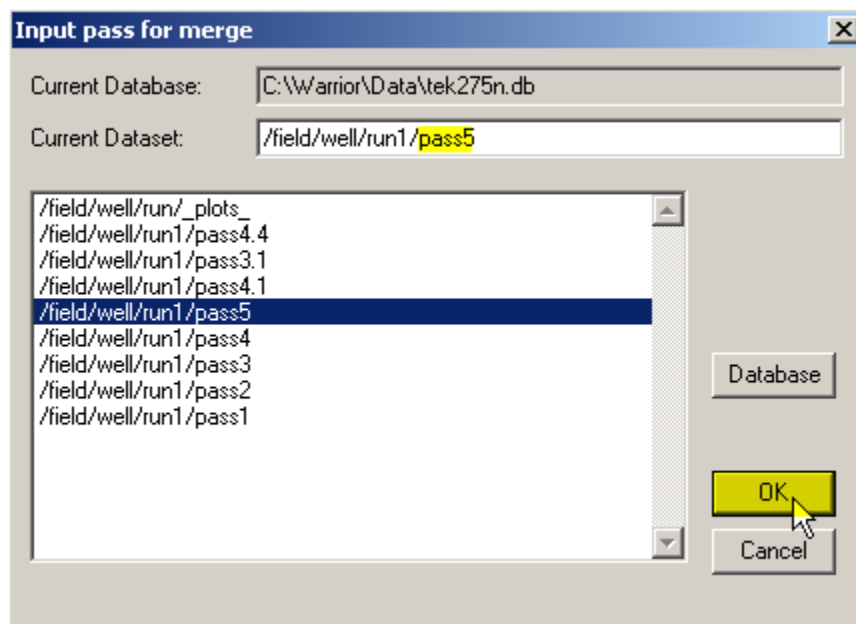 Input pass for merge
Current Database: C:\Warrior\Data\tek275n.db
Current Dataset: /field/well/run1/pass5
/field/well/run/_plots_
/field/well/run1/pass4.4
/field/well/run1/pass3.1
/field/well/run1/pass4.1
/field/well/run1/pass5
/field/well/run1/pass4
/field/well/run1/pass3
/field/well/run1/pass2
/field/well/run1/pass1
Database
OK
Cancel